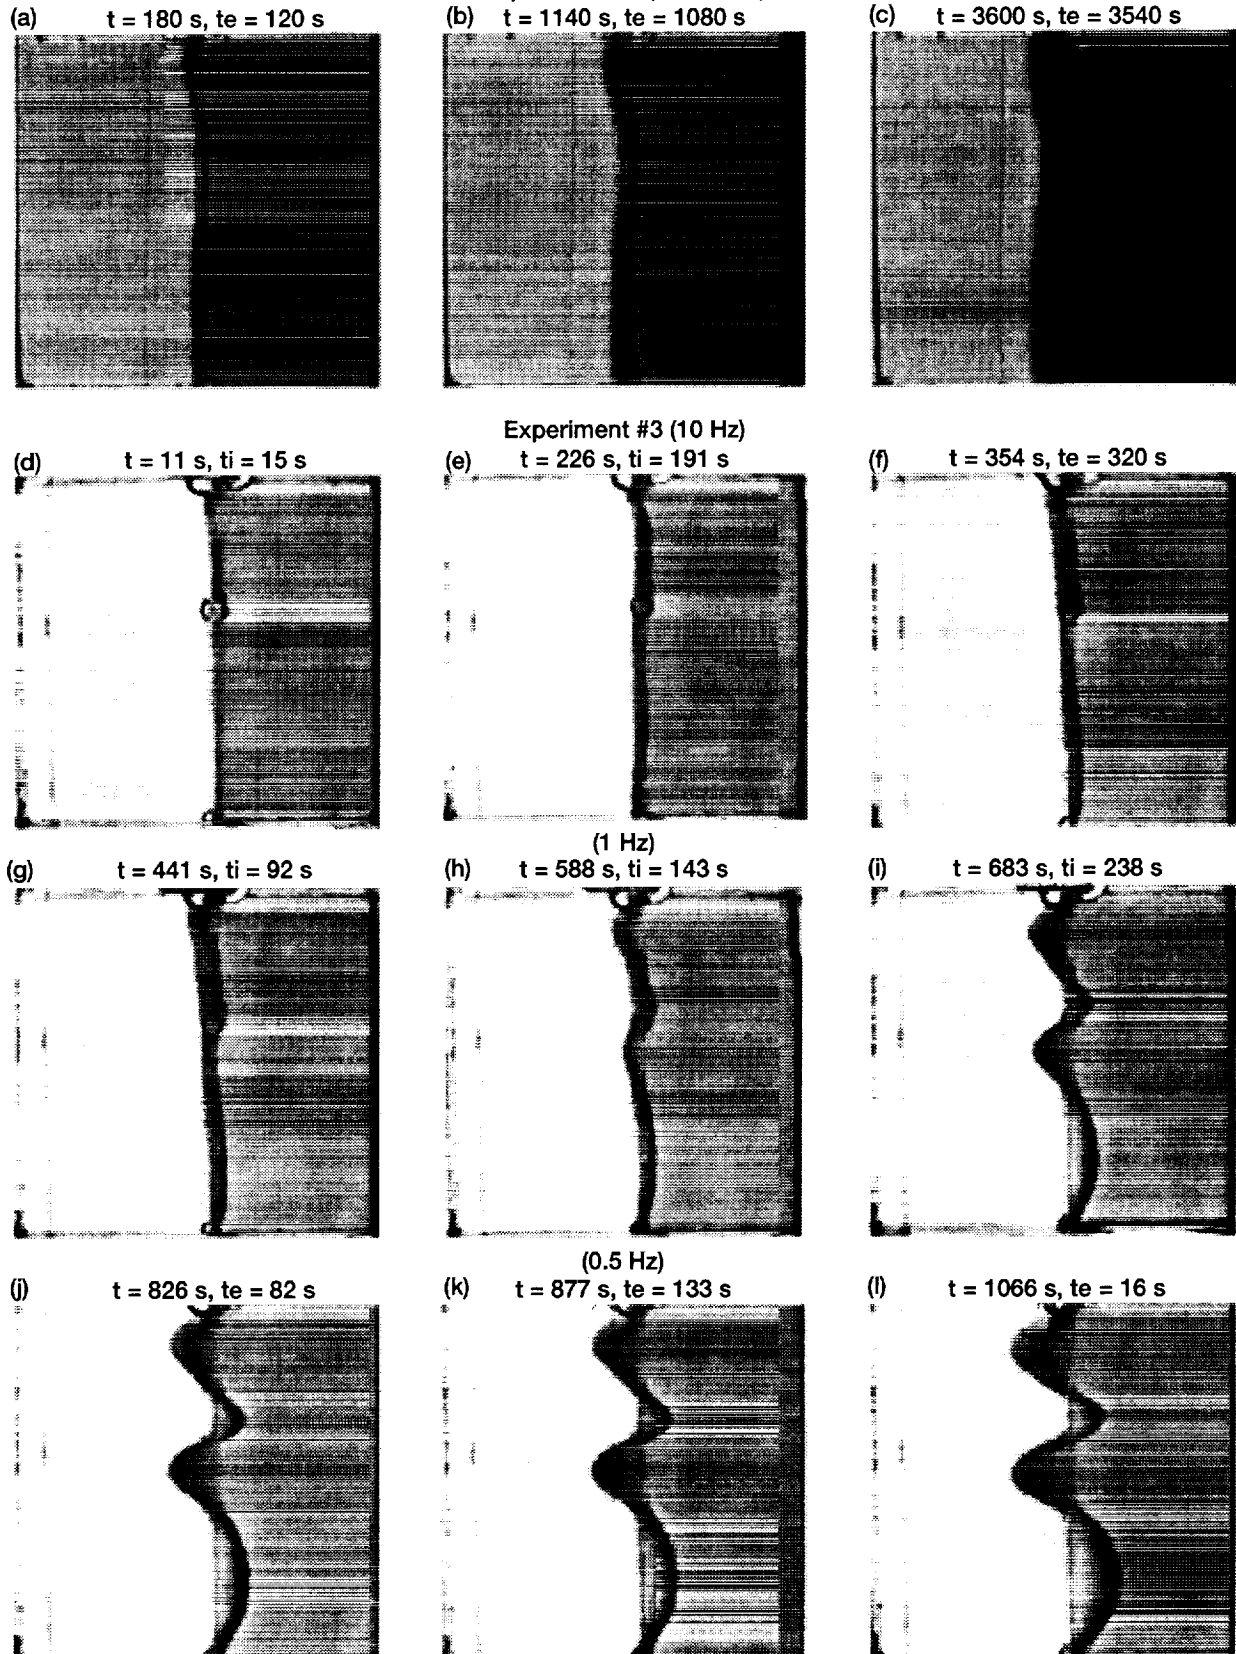 (a) t = 180 s, te = 120 s
(b) t = 1140 s, te = 1080 s
(c) t = 3600 s, te = 3540 s
Experiment #3 (10 Hz)
(d) t = 11 s, ti = 15 s
(e) t = 226 s, ti = 191 s
(f) t = 354 s, te = 320 s
(1 Hz)
(g) t = 441 s, ti = 92 s
(h) t = 588 s, ti = 143 s
(i) t = 683 s, ti = 238 s
(0.5 Hz)
(j) t = 826 s, te = 82 s
(k) t = 877 s, te = 133 s
(l) t = 1066 s, te = 16 s